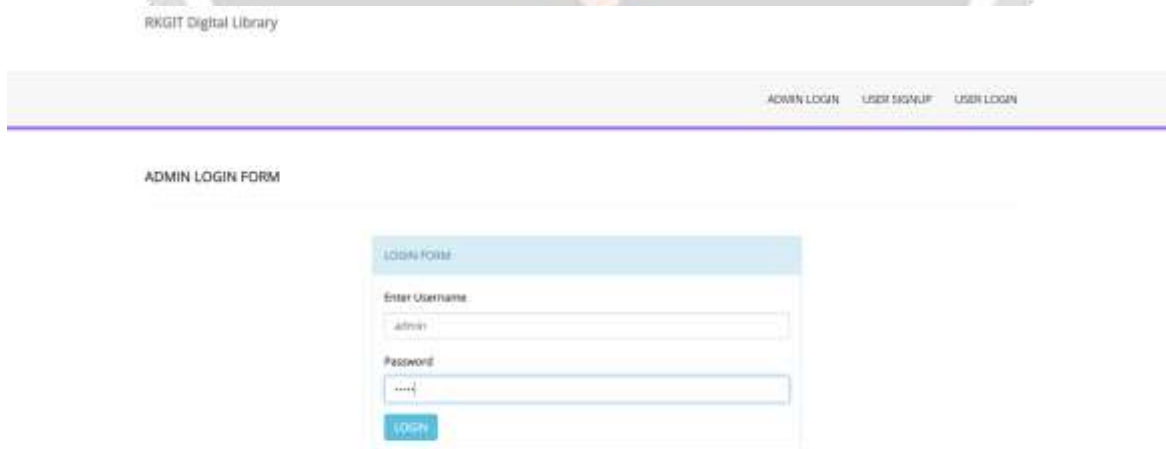 RKGIT Digital Library
ADMIN LOGIN USER SIGNUP USER LOGIN
ADMIN LOGIN FORM
LOGIN FORM
Enter Username
admin
Password
•••••
LOGIN